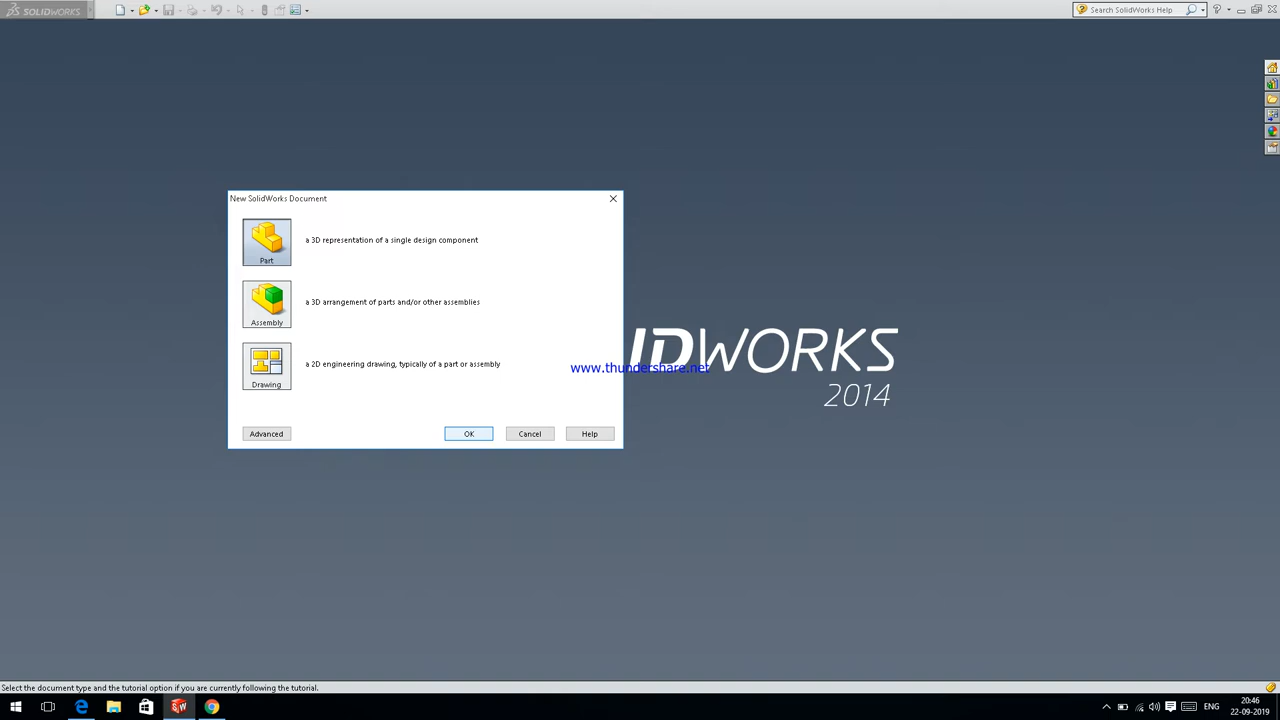 SOLIDWORKS
Search SolidWorks Help
New SolidWorks Document
Part
a 3D representation of a single design component
Assembly
a 3D arrangement of parts and/or other assemblies
Drawing
a 2D engineering drawing, typically of a part or assembly
IDWORKS
www.thundershare.net
2014
Advanced
OK
Cancel
Help
Select the document type and the tutorial option if you are currently following the tutorial.
ENG
20:46
22-09-2019